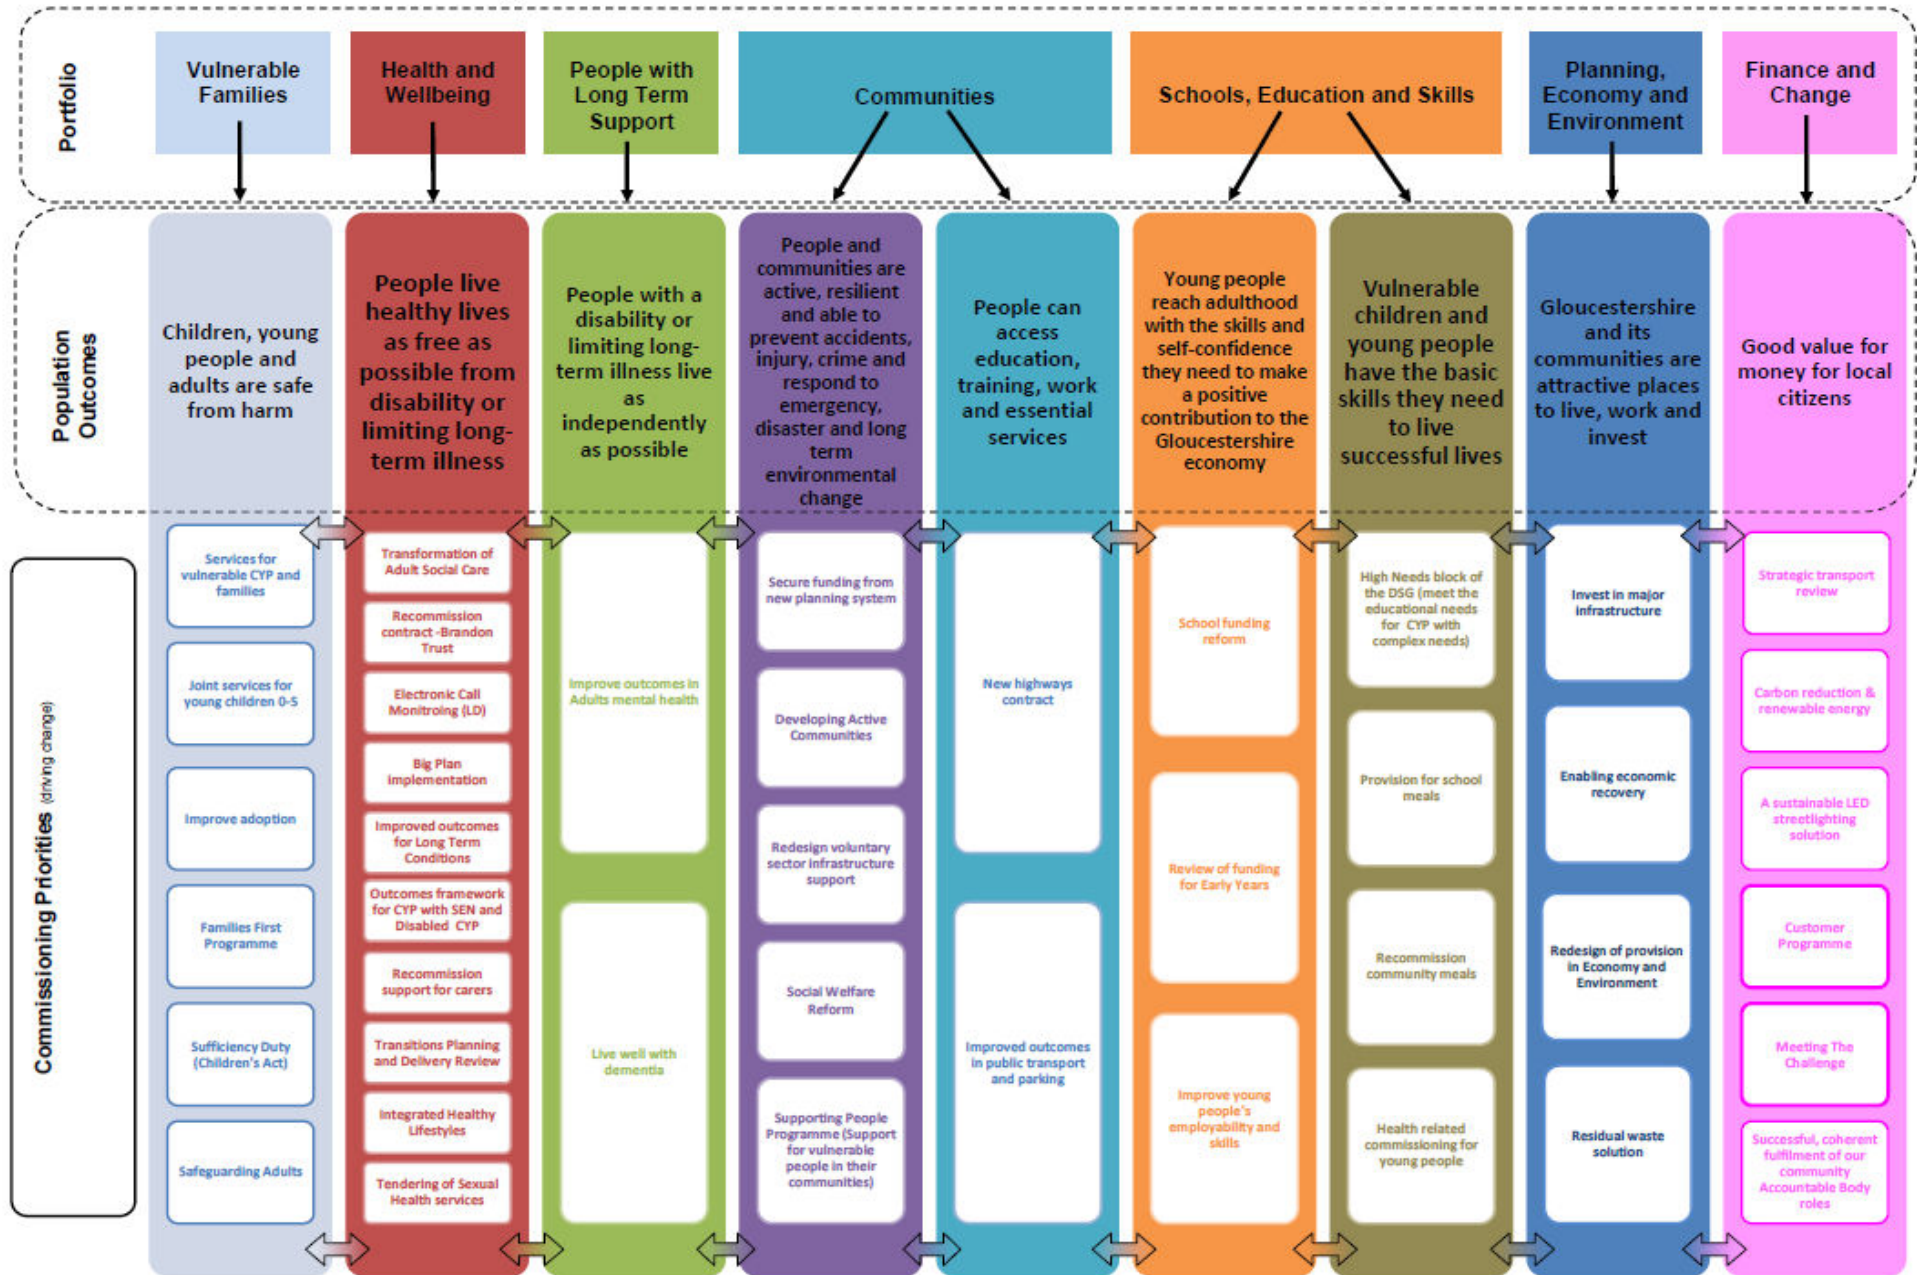 Portfolio
Vulnerable
Families
Health and
Wellbeing
People with
Long Term
Support
Communities
Schools, Education and Skills
Planning,
Economy and
Environment
Finance and
Change
Population
Outcomes
Children, young
people and
adults are safe
from harm
People live
healthy lives
as free as
possible from
disability or
limiting long-
term illness
People with a
disability or
limiting long-
term illness live
as
independently
as possible
People and
communities are
active, resilient
and able to
prevent accidents,
injury, crime and
respond to
emergency,
disaster and long
term
environmental
change
People can
access
education,
training, work
and essential
services
Young people
reach adulthood
with the skills and
self-confidence
they need to make
a positive
contribution to the
Gloucestershire
economy
Vulnerable
children and
young people
have the basic
skills they need
to live
successful lives
Gloucestershire
and its
communities are
attractive places
to live, work and
invest
Good value for
money for local
citizens
Commissioning Priorities (driving change)
Services for
vulnerable CYP and
families
Joint services for
young children 0-5
Improve adoption
Families First
Programme
Sufficiency Duty
(Children's Act)
Safeguarding Adults
Transformation of
Adult Social Care
Recommission
contract -Brandon
Trust
Electronic Call
Monitroing (LD)
Big Plan
implementation
Improved outcomes
for Long Term
Conditions
Outcomes framework
for CYP with SEN and
Disabled CYP
Recommission
support for carers
Transitions Planning
and Delivery Review
Integrated Healthy
Lifestyles
Tendering of Sexual
Health services
Improve outcomes in
Adults mental health
Live well with
dementia
Secure funding from
new planning system
Developing Active
Communities
Redesign voluntary
sector infrastructure
support
Social Welfare
Reform
Supporting People
Programme (Support
for vulnerable
people in their
communities)
New highways
contract
Improved outcomes
in public transport
and parking
School funding
reform
Review of funding
for Early Years
Improve young
people's
employability and
skills
High Needs block of
the DSG (meet the
educational needs
for CYP with
complex needs)
Provision for school
meals
Recommission
community meals
Health related
commissioning for
young people
Invest in major
infrastructure
Enabling economic
recovery
Redesign of provision
in Economy and
Environment
Residual waste
solution
Strategic transport
review
Carbon reduction &
renewable energy
A sustainable LED
streetlighting
solution
Customer
Programme
Meeting The
Challenge
Successful, coherent
fulfilment of our
community
Accountable Body
roles